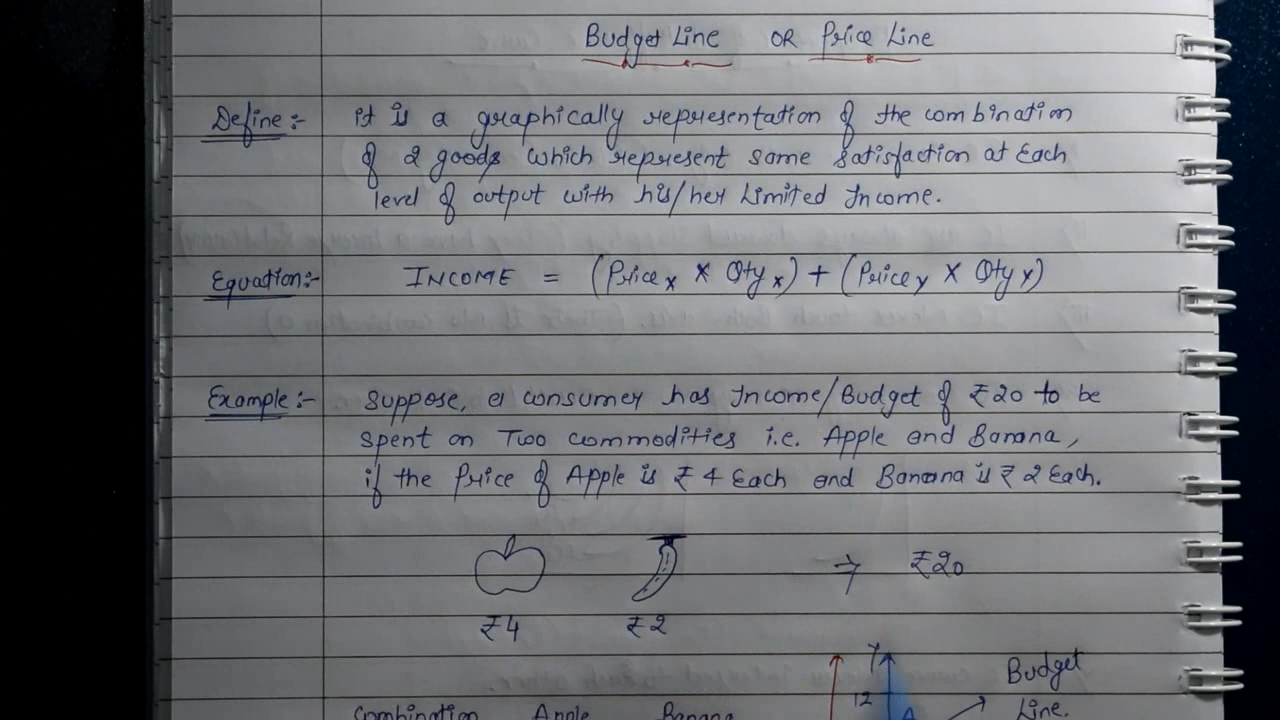 Budget Line OR Price Line
Define:- it is a graphically representation of the combination
of 2 goods which represent same satisfaction at Each
level of output with his/her Limited Income.
Equation:- INCOME = (Price x × Qty x) + (Price y × Qty y)
Example:- Suppose, a consumer has Income/Budget of ₹20 to be
spent on Two commodities i.e. Apple and Banana,
if the Price of Apple is ₹4 Each and Banana is ₹2 Each.
⇒ ₹20
₹4 ₹2
Y
Budget
12
Line.
Combination Apple Banana
A